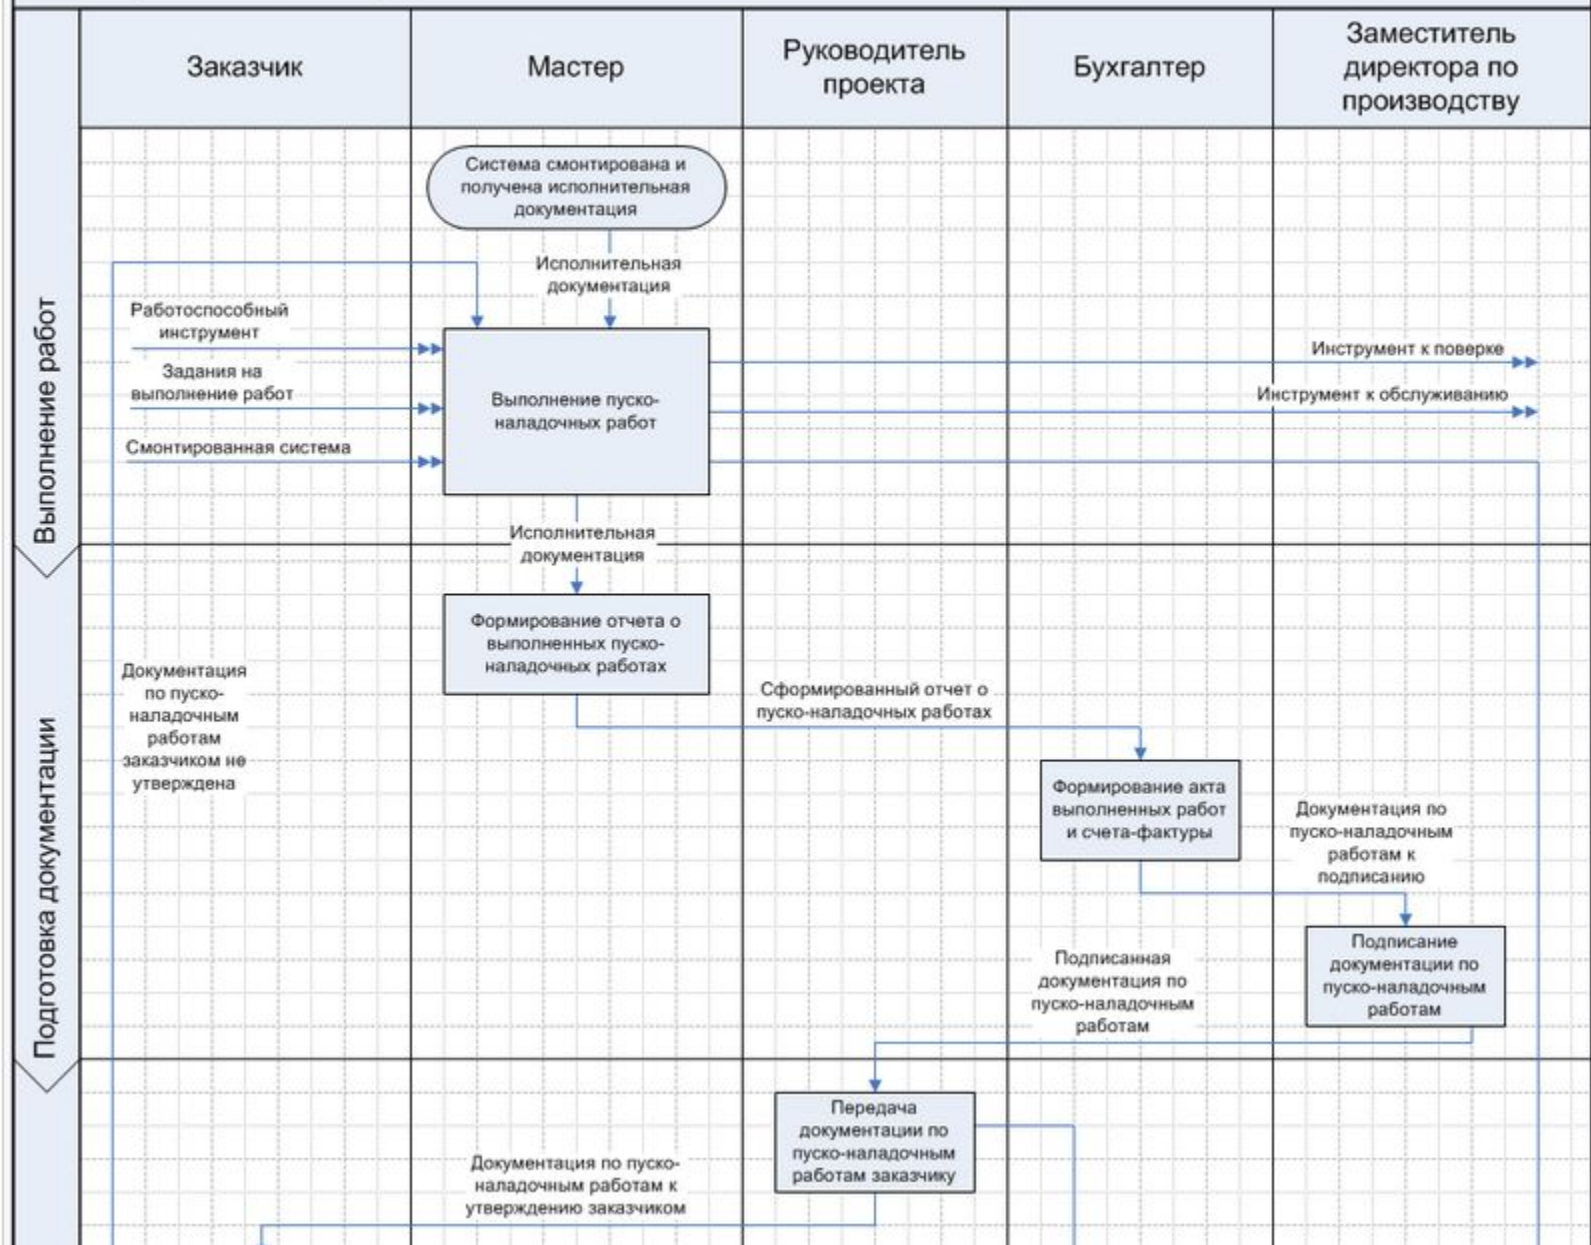 Заказчик
Мастер
Руководитель
проекта
Бухгалтер
Заместитель
директора по
производству
Выполнение работ
Система смонтирована и
получена исполнительная
документация
Исполнительная
документация
Работоспособный
инструмент
Задания на
выполнение работ
Смонтированная система
Выполнение пуско-
наладочных работ
Инструмент к поверке
Инструмент к обслуживанию
Исполнительная
документация
Подготовка документации
Формирование отчета о
выполненных пуско-
наладочных работах
Документация
по пуско-
наладочным
работам
заказчиком не
утверждена
Сформированный отчет о
пуско-наладочных работах
Формирование акта
выполненных работ
и счета-фактуры
Документация по
пуско-наладочным
работам к
подписанию
Подписание
документации по
пуско-наладочным
работам
Подписанная
документация по
пуско-наладочным
работам
Передача
документации по
пуско-наладочным
работам заказчику
Документация по пуско-
наладочным работам к
утверждению заказчиком